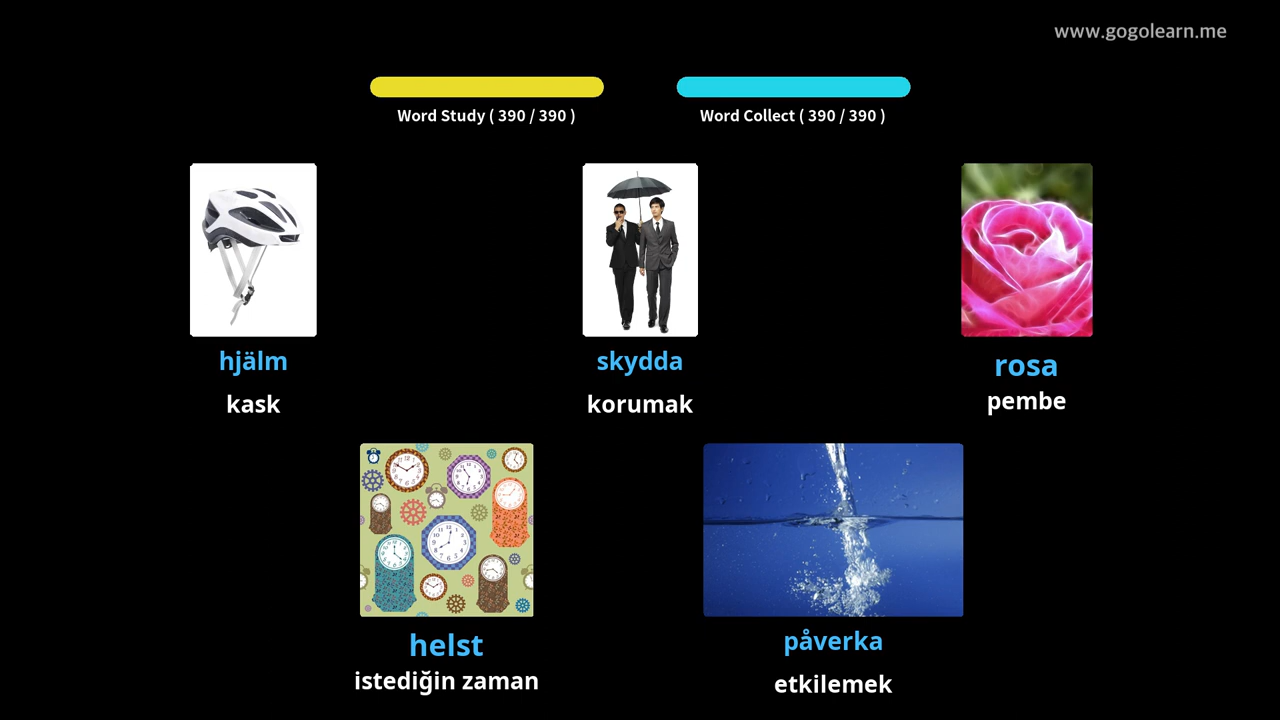 www.gogolearn.me
Word Study ( 390 / 390 )
Word Collect ( 390 / 390 )
hjälm
kask
skydda
korumak
rosa
pembe
helst
istediğin zaman
påverka
etkilemek